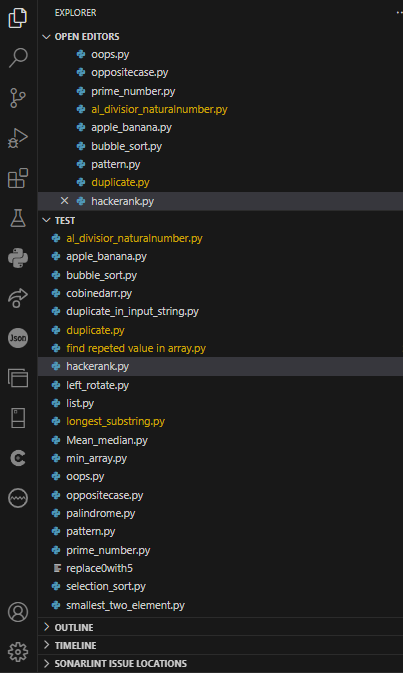 EXPLORER
OPEN EDITORS
oops.py
oppositecase.py
prime_number.py
al_divisior_naturalnumber.py
apple_banana.py
bubble_sort.py
pattern.py
duplicate.py
hackerank.py
TEST
al_divisior_naturalnumber.py
apple_banana.py
bubble_sort.py
cobinedarr.py
duplicate_in_input_string.py
duplicate.py
find repeted value in array.py
hackerank.py
left_rotate.py
list.py
longest_substring.py
Mean_median.py
min_array.py
oops.py
oppositecase.py
palindrome.py
pattern.py
prime_number.py
replace0with5
selection_sort.py
smallest_two_element.py
OUTLINE
TIMELINE
SONARLINT ISSUE LOCATIONS
Json